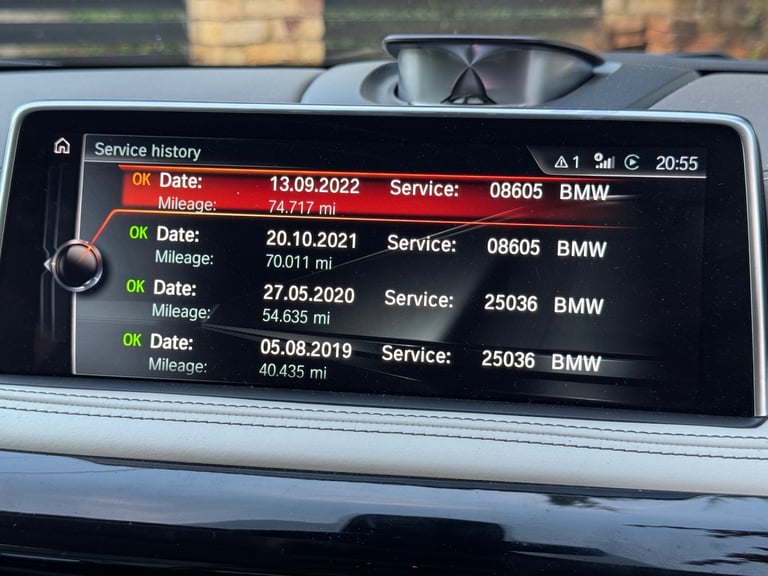 Service history
1 20:55
OK Date: 13.09.2022 Service: 08605 BMW
Mileage: 74.717 mi
OK Date: 20.10.2021 Service: 08605 BMW
Mileage: 70.011 mi
OK Date: 27.05.2020 Service: 25036 BMW
Mileage: 54.635 mi
OK Date: 05.08.2019 Service: 25036 BMW
Mileage: 40.435 mi